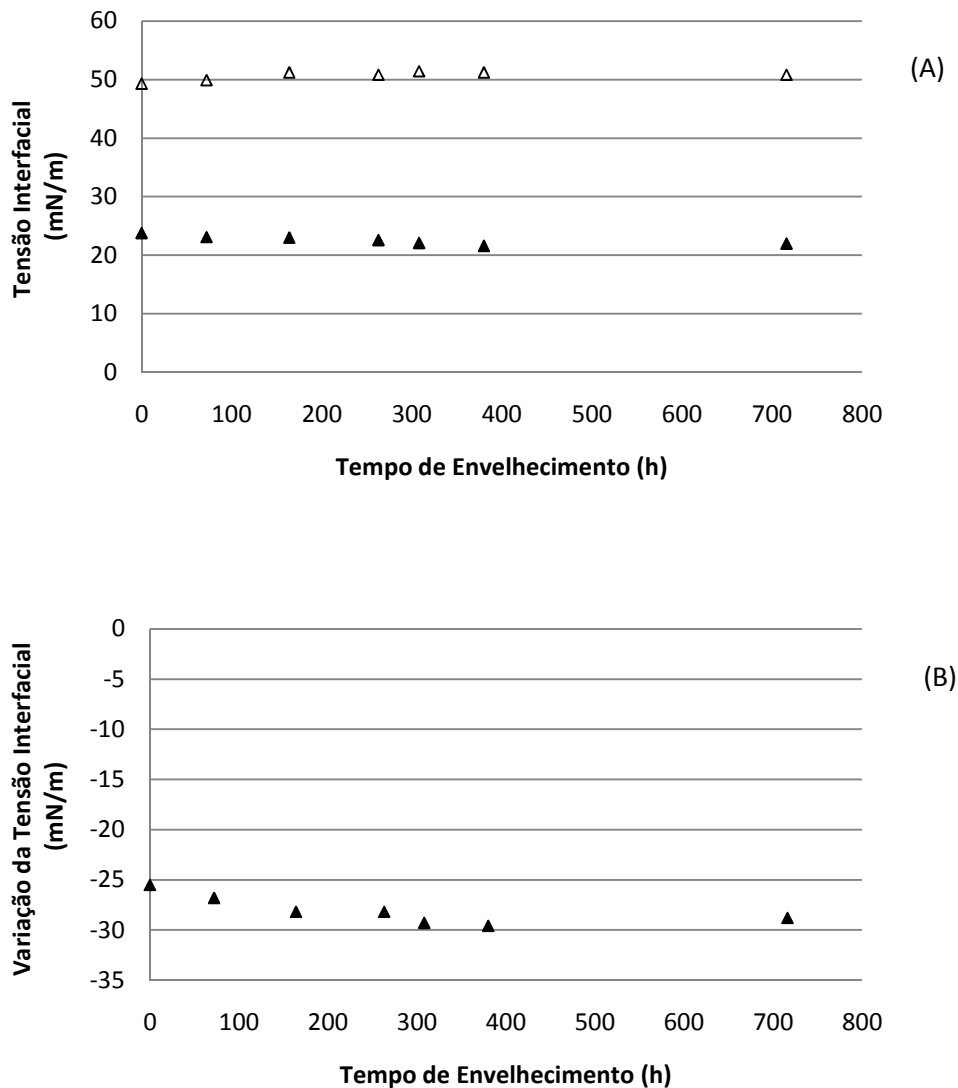 60
50
40
30
20
10
0
Tensão Interfacial
(mN/m)
0 100 200 300 400 500 600 700 800
Tempo de Envelhecimento (h)
(A)
0
-5
-10
-15
-20
-25
-30
-35
Variação da Tensão Interfacial
(mN/m)
0 100 200 300 400 500 600 700 800
Tempo de Envelhecimento (h)
(B)